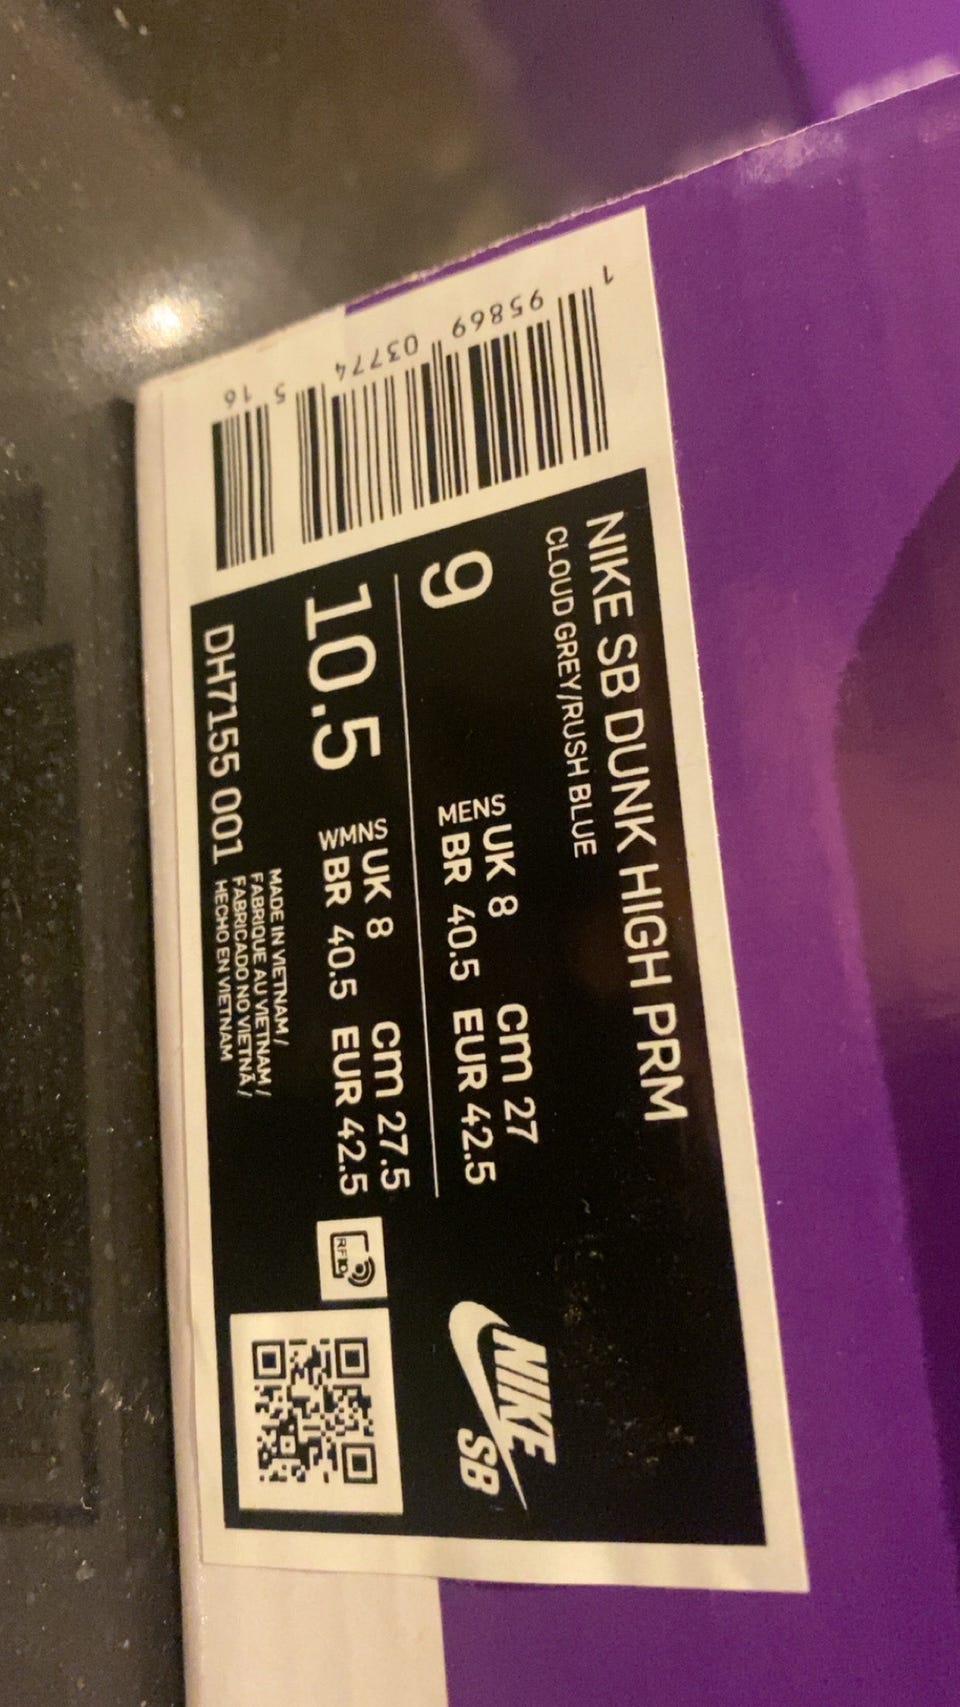 NIKE SB DUNK HIGH PRM
CLOUD GREY/RUSH BLUE
9
MENS
UK 8 Cm 27
BR 40.5 EUR 42.5
10.5
WMNS
UK 8 Cm 27.5
BR 40.5 EUR 42.5
DH7155 001
MADE IN VIETNAM /
FABRIQUE AU VIETNAM /
FABRICADO NO VIETNÃ /
HECHO EN VIETNAM
RFID
NIKE
SB
1 95869 03774 5 16